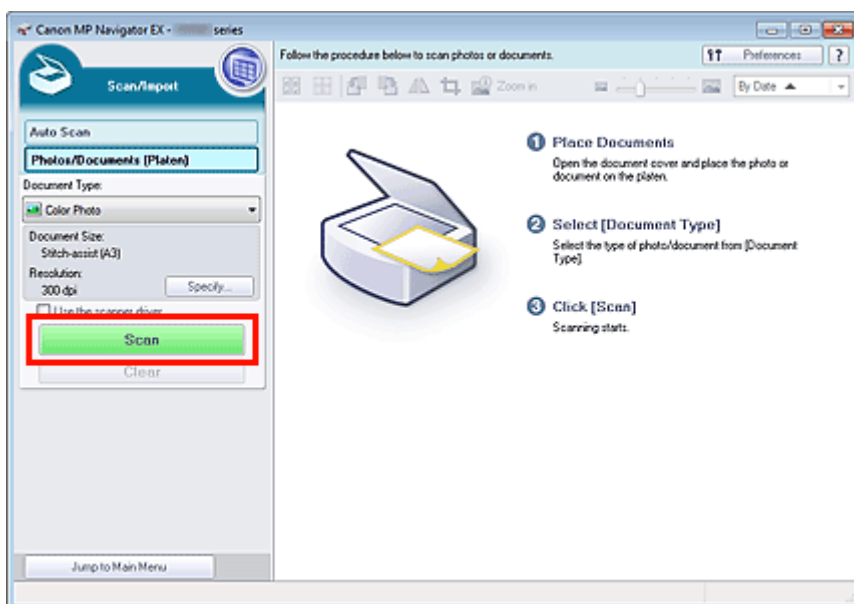 Canon MP Navigator EX - series
Scan/Import
Follow the procedure below to scan photos or documents.
Preferences
?
Zoom in
By Date
Auto Scan
Photos/Documents (Platen)
Document Type:
Color Photo
Document Size:
Stitch-assist (A3)
Resolution:
300 dpi
Specify...
Use the scanner driver
Scan
Clear
1 Place Documents
Open the document cover and place the photo or
document on the platen.
2 Select [Document Type]
Select the type of photo/document from [Document
Type]
3 Click [Scan]
Scanning starts.
Jump to Main Menu